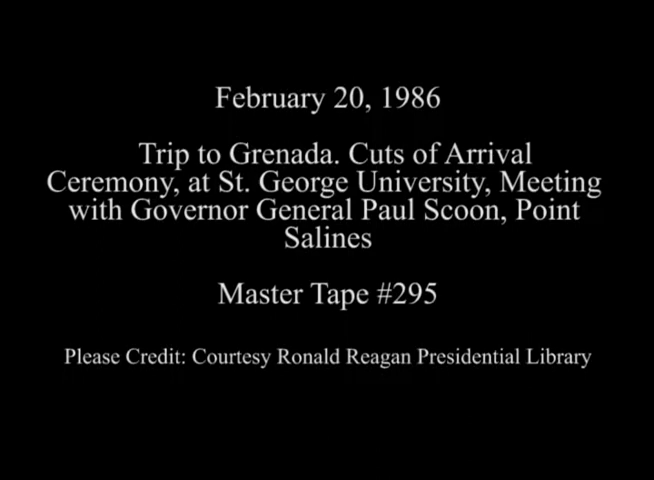 February 20, 1986
Trip to Grenada. Cuts of Arrival
Ceremony, at St. George University, Meeting
with Governor General Paul Scoon, Point
Salines
Master Tape #295
Please Credit: Courtesy Ronald Reagan Presidential Library